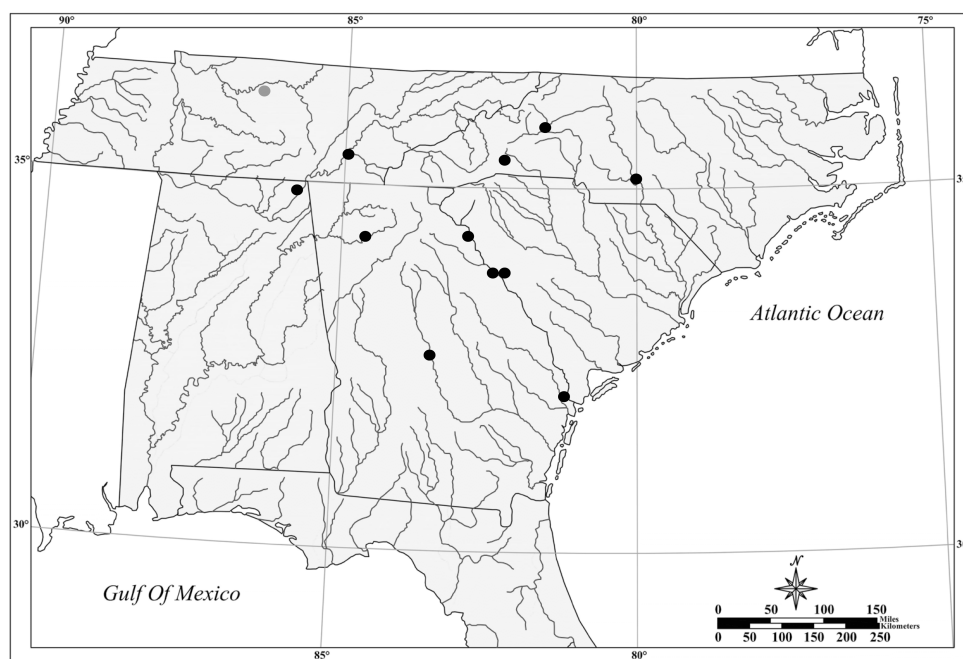 90° 85° 80° 75°
35°
Atlantic Ocean
30°
Gulf Of Mexico
N
0 50 100 150
Miles
Kilometers
0 50 100 150 200 250
85° 80°